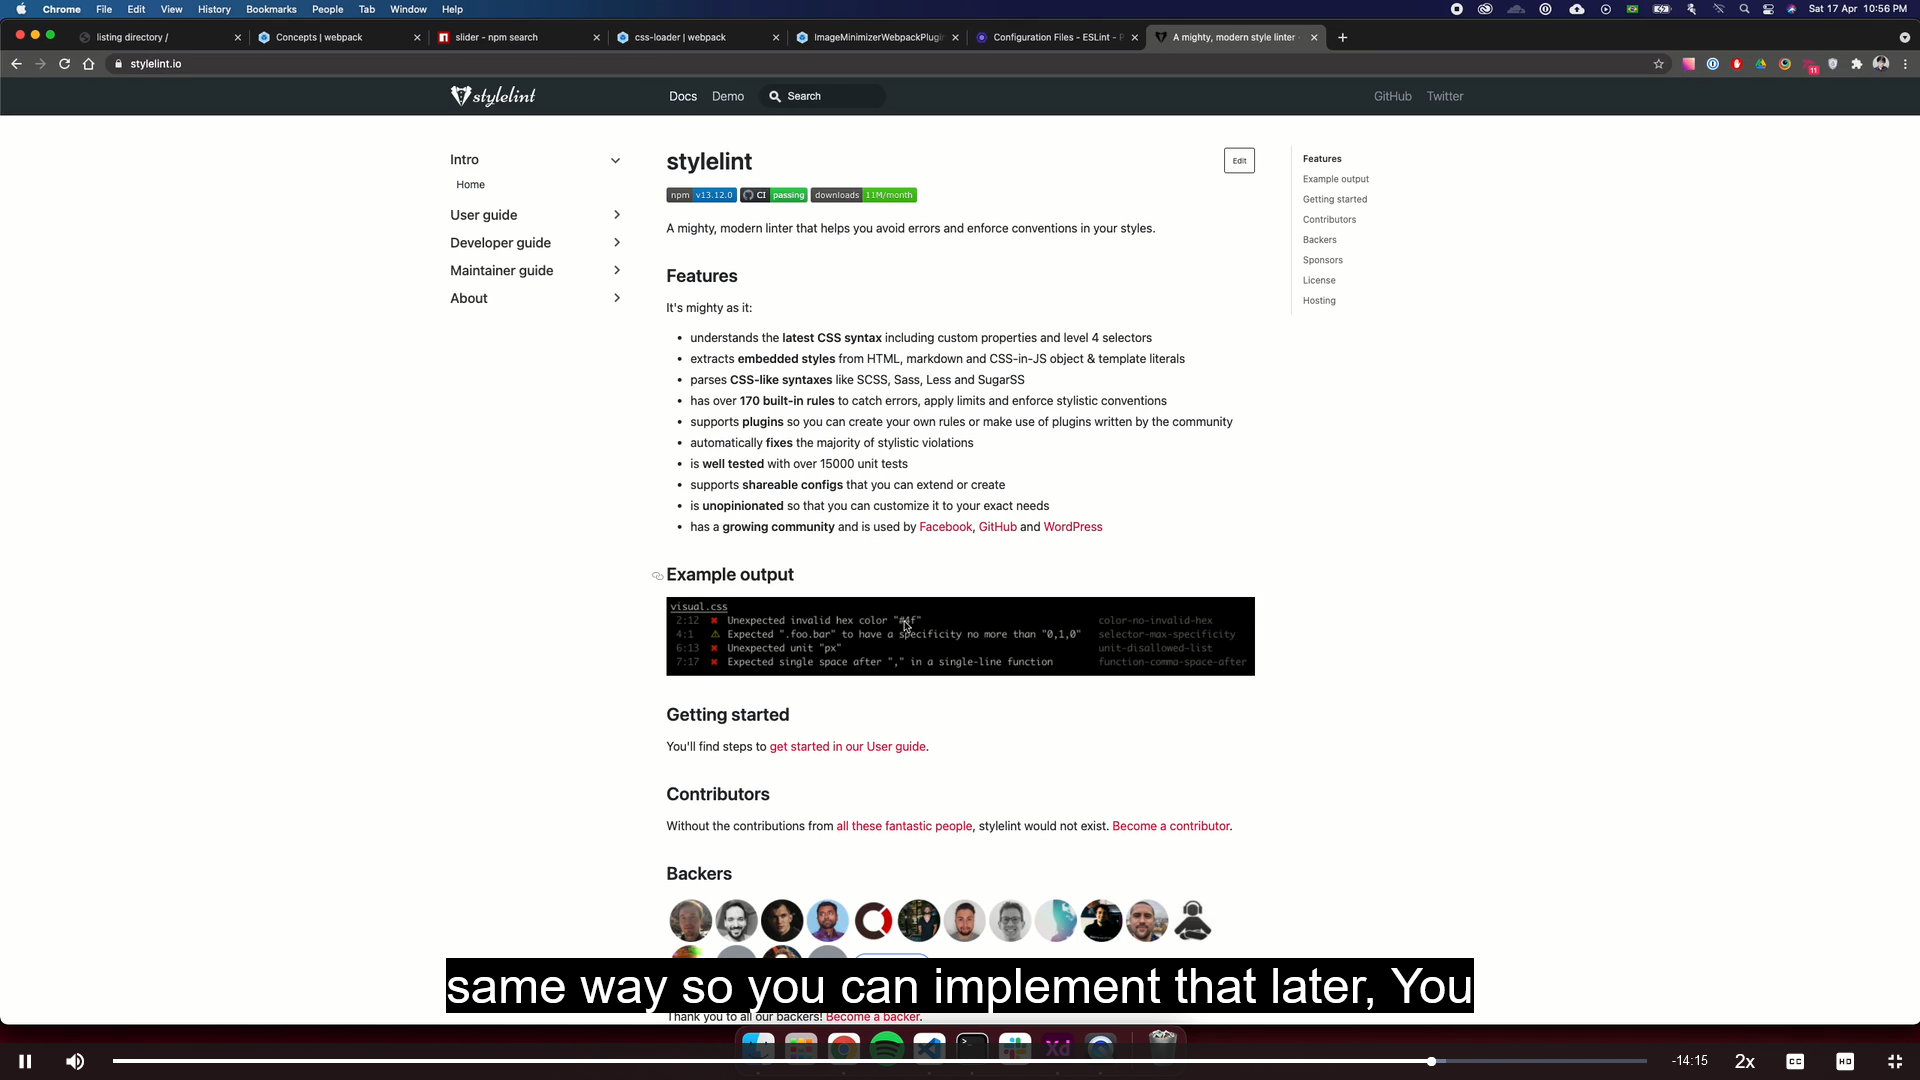 Chrome File Edit View History Bookmarks People Tab Window Help Sat 17 Apr 10:56 PM
listing directory / Concepts | webpack slider - npm search css-loader | webpack ImageMinimizerWebpackPlugin Configuration Files - ESLint - P A mighty, modern style linter
stylelint.io
11
stylelint Docs Demo Search GitHub Twitter
Intro
Home
User guide
Developer guide
Maintainer guide
About
stylelint
Edit
npm v13.12.0 CI passing downloads 11M/month
A mighty, modern linter that helps you avoid errors and enforce conventions in your styles.
Features
It's mighty as it:
• understands the latest CSS syntax including custom properties and level 4 selectors
• extracts embedded styles from HTML, markdown and CSS-in-JS object & template literals
• parses CSS-like syntaxes like SCSS, Sass, Less and SugarSS
• has over 170 built-in rules to catch errors, apply limits and enforce stylistic conventions
• supports plugins so you can create your own rules or make use of plugins written by the community
• automatically fixes the majority of stylistic violations
• is well tested with over 15000 unit tests
• supports shareable configs that you can extend or create
• is unopinionated so that you can customize it to your exact needs
• has a growing community and is used by Facebook, GitHub and WordPress
Example output
visual.css
2:12 ✖ Unexpected invalid hex color "#4f" color-no-invalid-hex
4:1 ⚠ Expected ".foo.bar" to have a specificity no more than "0,1,0" selector-max-specificity
6:13 ✖ Unexpected unit "px" unit-disallowed-list
7:17 ✖ Expected single space after "," in a single-line function function-comma-space-after
Getting started
You'll find steps to get started in our User guide.
Contributors
Without the contributions from all these fantastic people, stylelint would not exist. Become a contributor.
Backers
Thank you to all our backers! Become a backer.
Features
Example output
Getting started
Contributors
Backers
Sponsors
License
Hosting
same way so you can implement that later, You
Xd
-14:15 2x CC HD